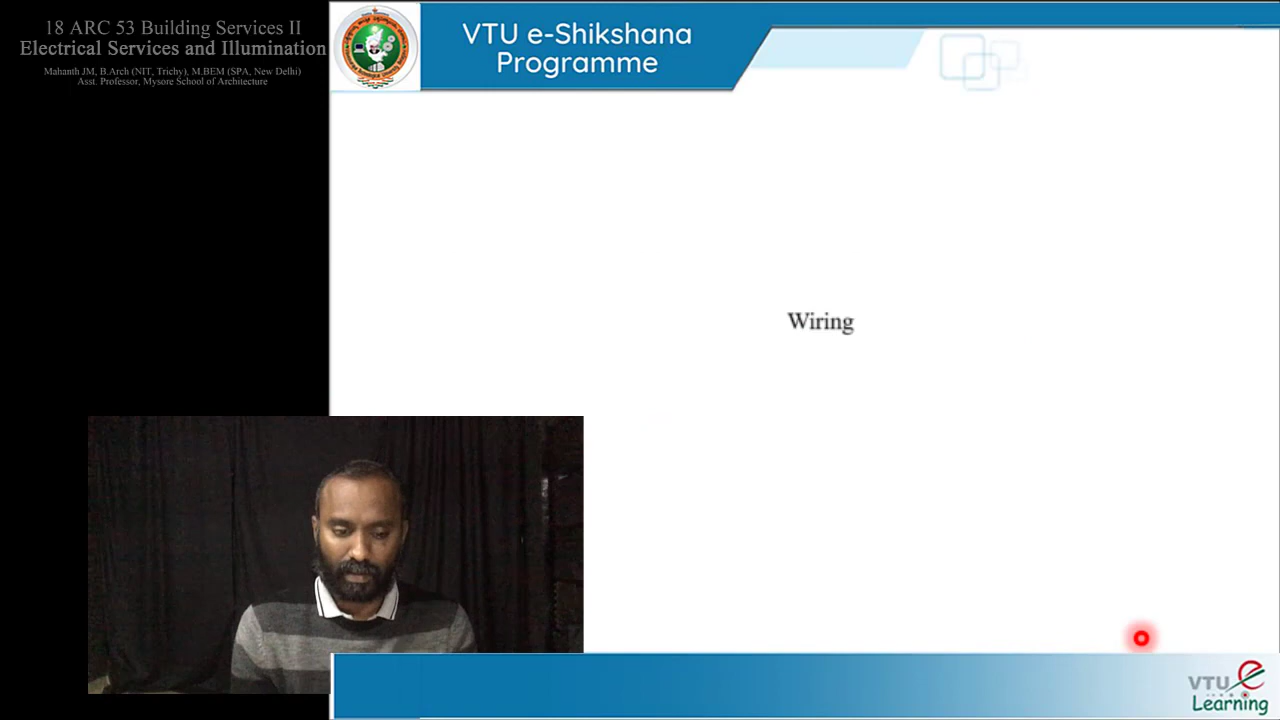 18 ARC 53 Building Services II
Electrical Services and Illumination
Mahanth JM, B.Arch (NIT, Trichy), M.BEM (SPA, New Delhi)
Asst. Professor, Mysore School of Architecture
VTU e-Shikshana
Programme
Wiring
VTU e
Learning